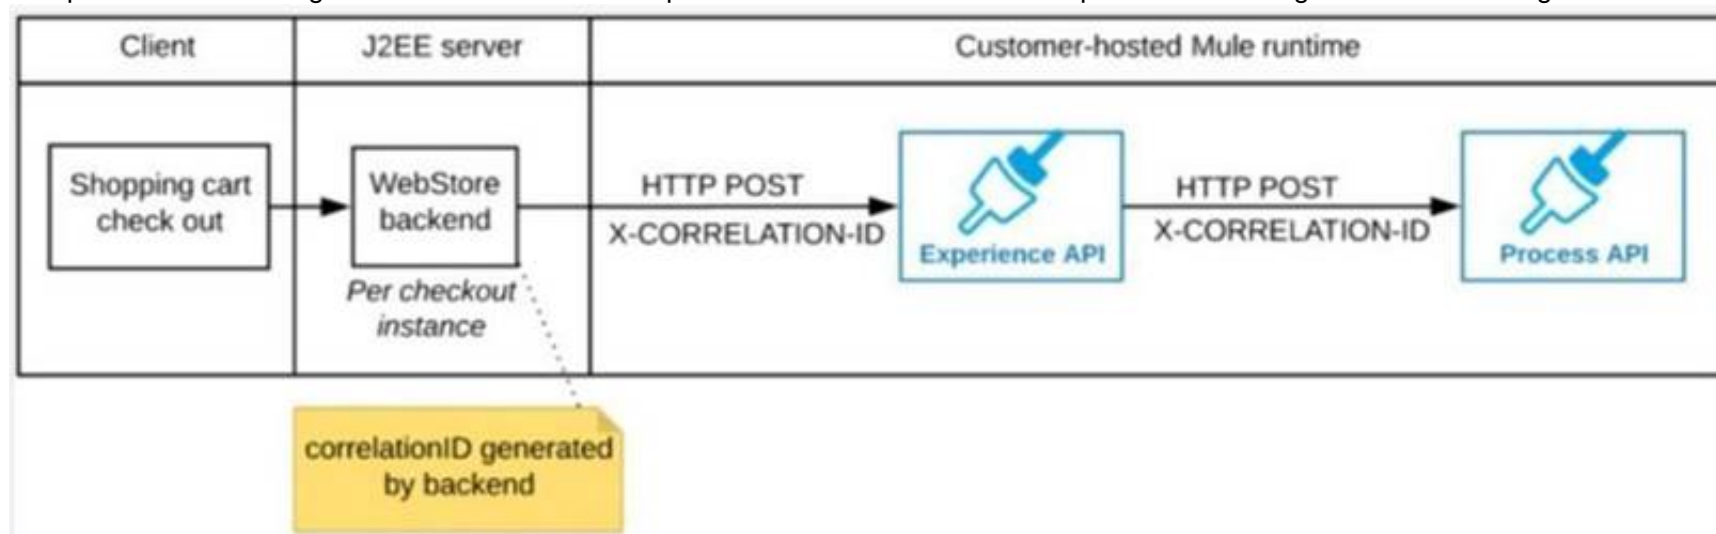 Client
J2EE server
Customer-hosted Mule runtime
Shopping cart
check out
WebStore
backend
Per checkout
instance
HTTP POST
X-CORRELATION-ID
Experience API
HTTP POST
X-CORRELATION-ID
Process API
correlationID generated
by backend